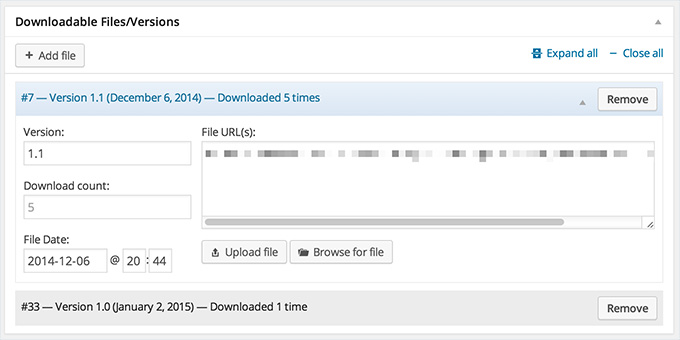 Downloadable Files/Versions
+ Add file
Expand all − Close all
#7 — Version 1.1 (December 6, 2014) — Downloaded 5 times
Remove
Version:
File URL(s):
1.1
Download count:
5
File Date:
2014-12-06 @ 20 : 44
Upload file
Browse for file
#33 — Version 1.0 (January 2, 2015) — Downloaded 1 time
Remove